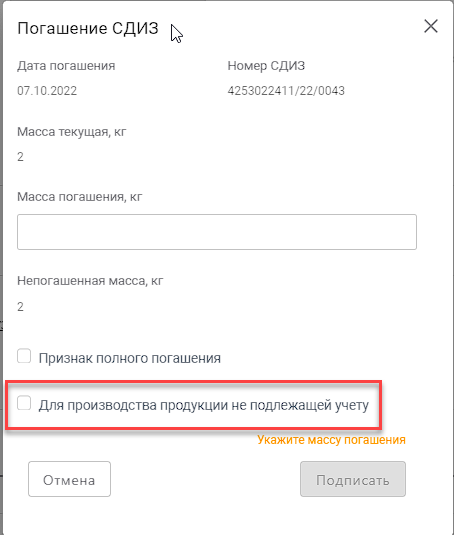 Погашение СДИЗ
Дата погашения
Номер СДИЗ
07.10.2022
4253022411/22/0043
Масса текущая, кг
2
Масса погашения, кг
Непогашенная масса, кг
2
Признак полного погашения
Для производства продукции не подлежащей учету
Укажите массу погашения
Отмена
Подписать